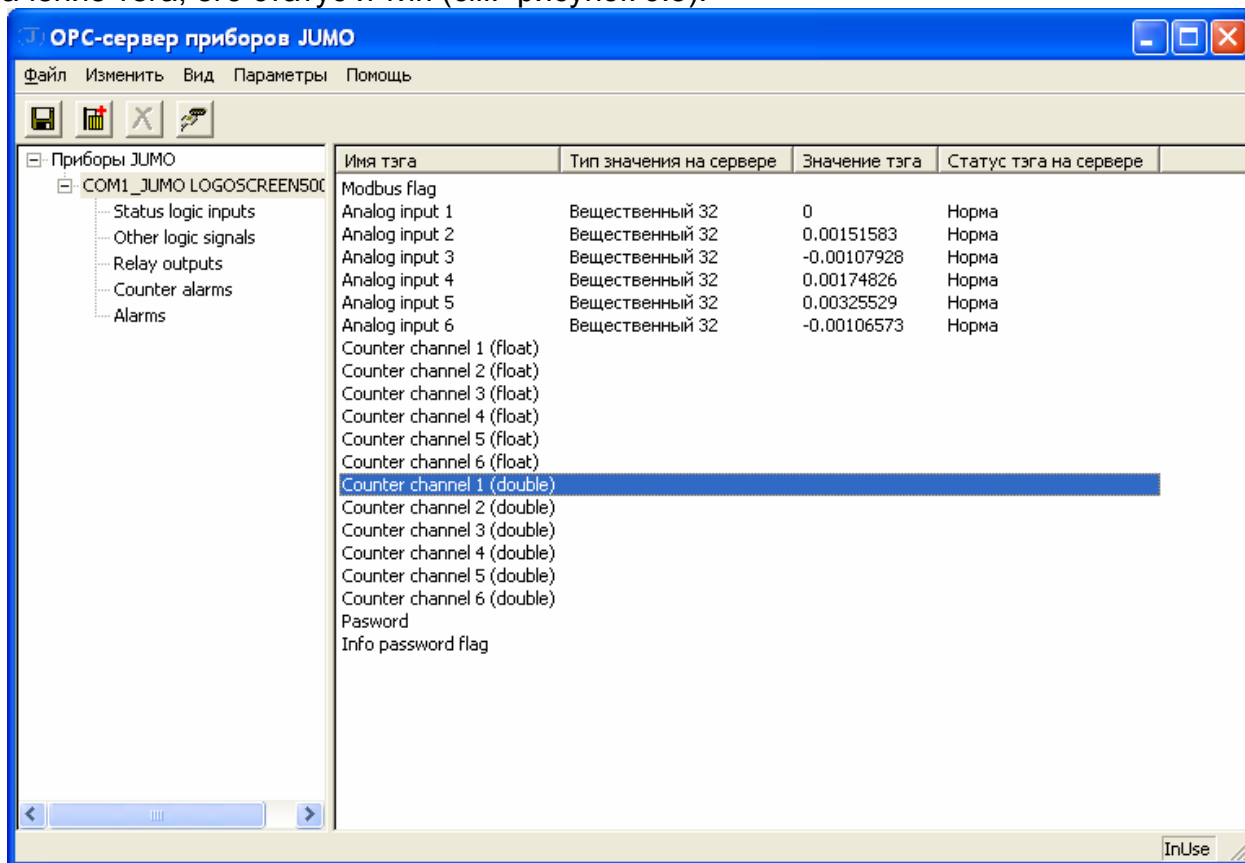 его статус и тип
ОРС-сервер приборов JUMO
Файл Изменить Вид Параметры Помощь
Приборы JUMO
COM1_JUMO LOGOSCREEN50
Status logic inputs
Other logic signals
Relay outputs
Counter alarms
Alarms
Имя тэга Тип значения на сервере Значение тэга Статус тэга на сервере
Modbus flag
Analog input 1 Вещественный 32 0 Норма
Analog input 2 Вещественный 32 0.00151583 Норма
Analog input 3 Вещественный 32 -0.00107928 Норма
Analog input 4 Вещественный 32 0.00174826 Норма
Analog input 5 Вещественный 32 0.00325529 Норма
Analog input 6 Вещественный 32 -0.00106573 Норма
Counter channel 1 (float)
Counter channel 2 (float)
Counter channel 3 (float)
Counter channel 4 (float)
Counter channel 5 (float)
Counter channel 6 (float)
Counter channel 1 (double)
Counter channel 2 (double)
Counter channel 3 (double)
Counter channel 4 (double)
Counter channel 5 (double)
Counter channel 6 (double)
Pasword
Info password flag
InUse